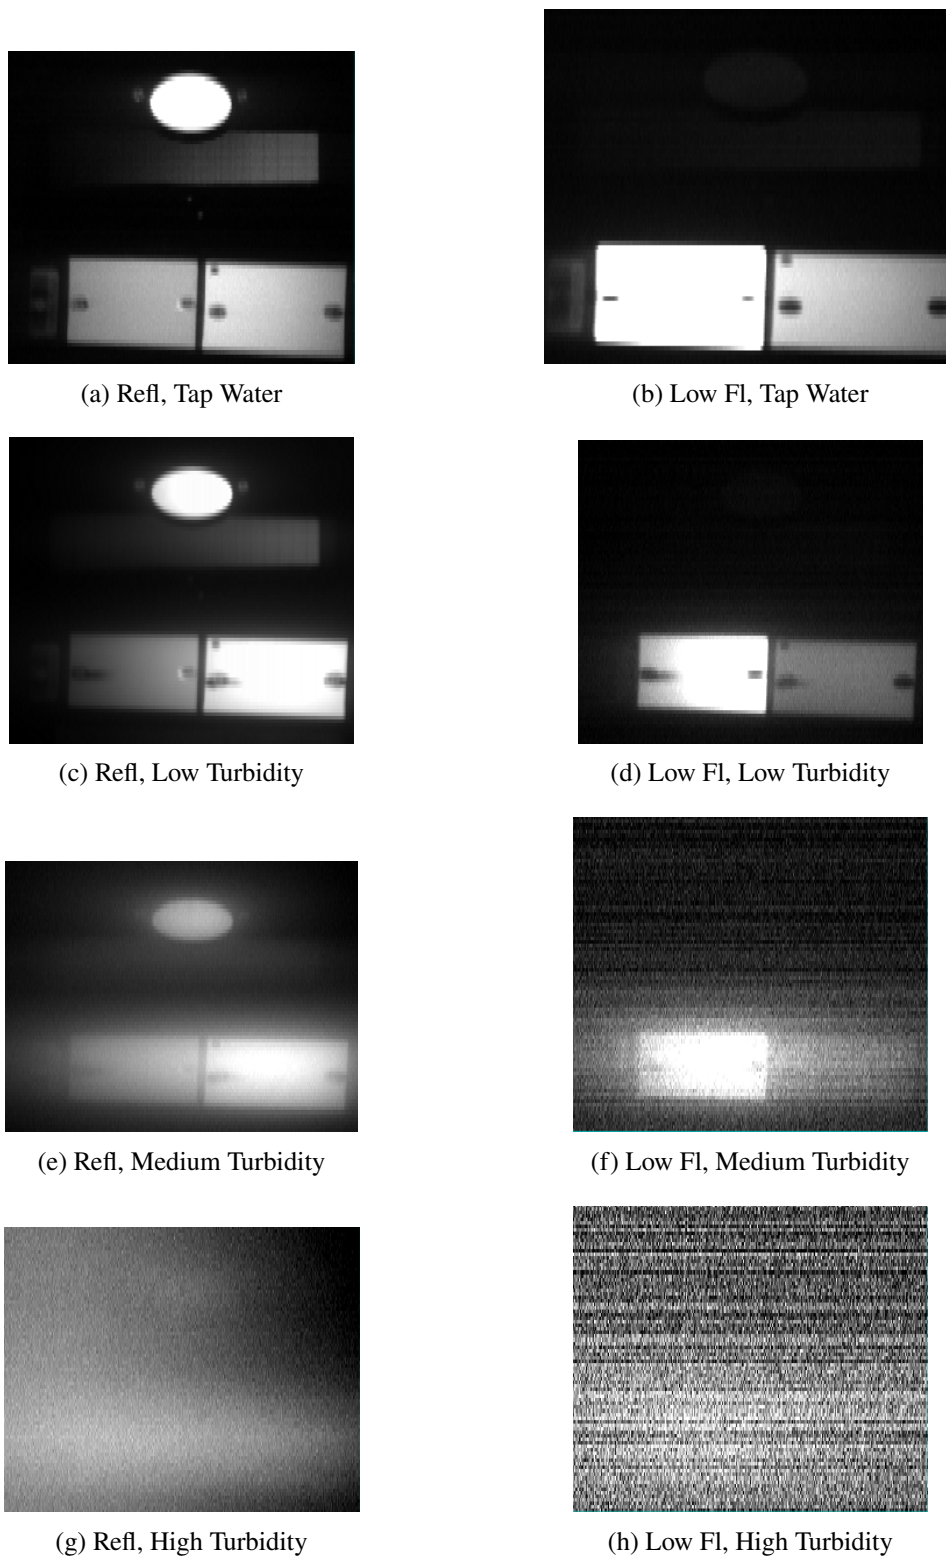 (a) Refl, Tap Water
(b) Low Fl, Tap Water
(c) Refl, Low Turbidity
(d) Low Fl, Low Turbidity
(e) Refl, Medium Turbidity
(f) Low Fl, Medium Turbidity
(g) Refl, High Turbidity
(h) Low Fl, High Turbidity